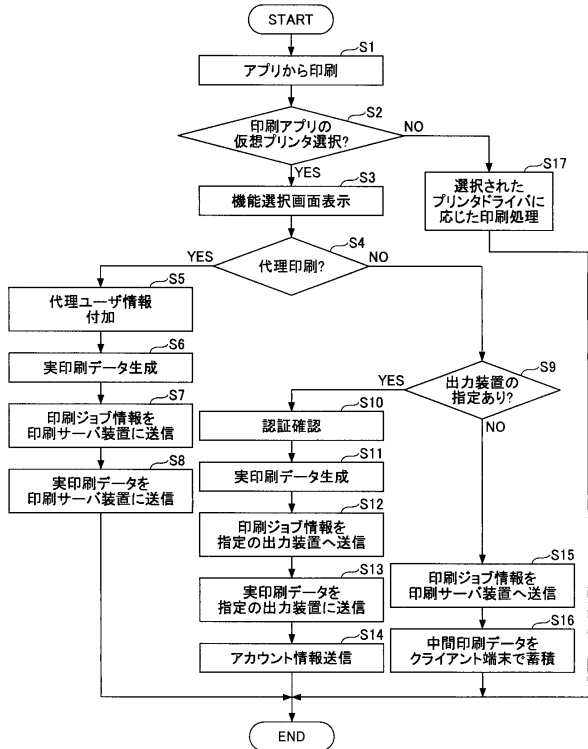 START
S1
アプリから印刷
S2
印刷アプリの
仮想プリンタ選択?
NO
YES
S3
機能選択画面表示
S17
選択された
プリンタドライバに
応じた印刷処理
S4
代理印刷?
YES
NO
S5
代理ユーザ情報
付加
S6
実印刷データ生成
S7
印刷ジョブ情報を
印刷サーバ装置に送信
S8
実印刷データを
印刷サーバ装置に送信
S9
出力装置の
指定あり?
YES
NO
S10
認証確認
S11
実印刷データ生成
S12
印刷ジョブ情報を
指定の出力装置へ送信
S13
実印刷データを
指定の出力装置に送信
S14
アカウント情報送信
S15
印刷ジョブ情報を
印刷サーバ装置へ送信
S16
中間印刷データを
クライアント端末で蓄積
END